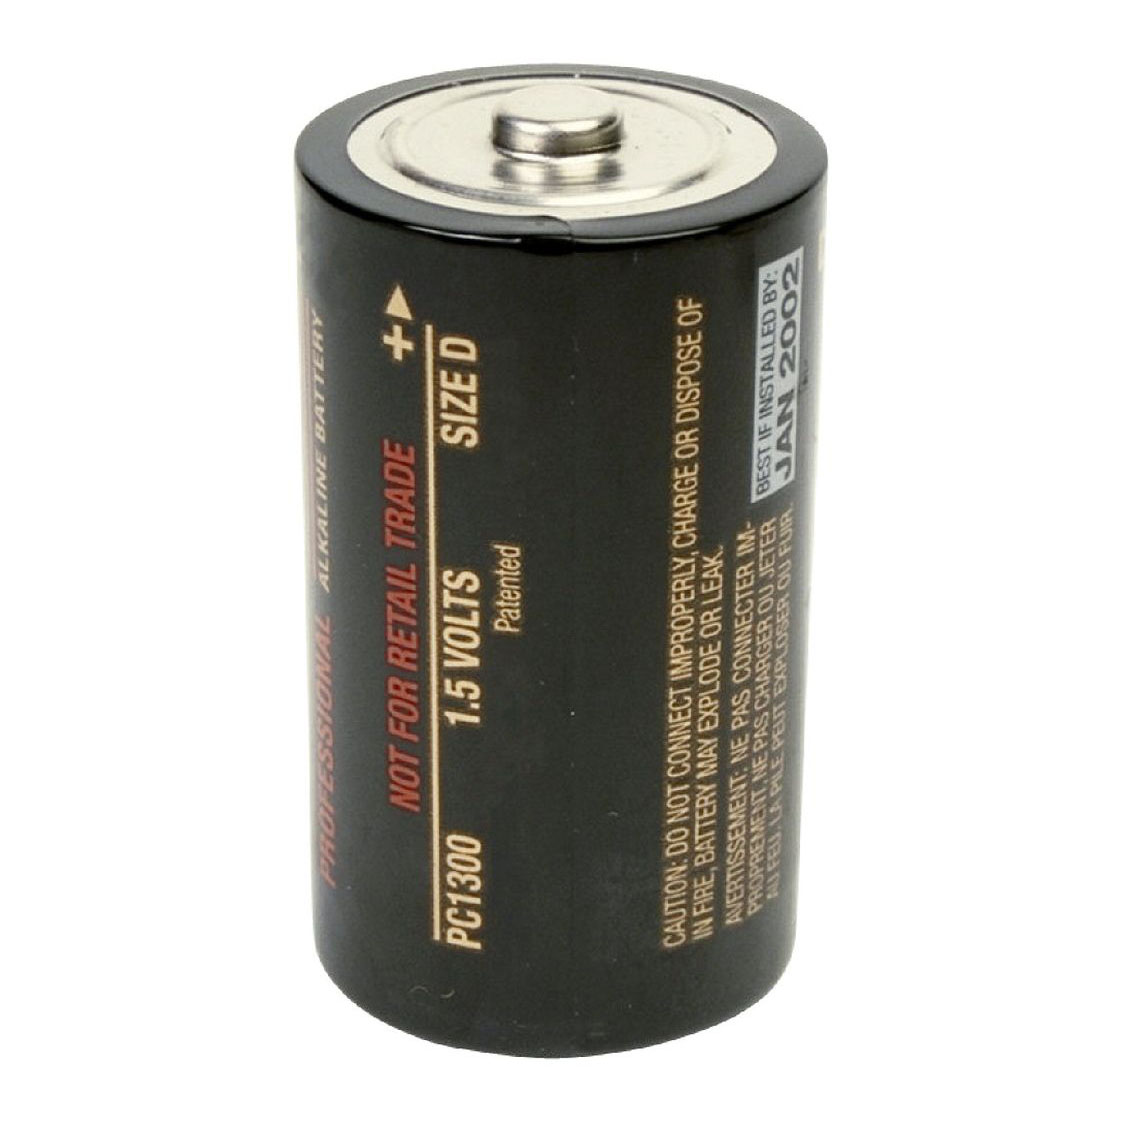 PROFESSIONAL ALKALINE BATTERY
NOT FOR RETAIL TRADE
+
PC1300 1.5 VOLTS SIZE D
Patented
CAUTION: DO NOT CONNECT IMPROPERLY, CHARGE OR DISPOSE OF
IN FIRE, BATTERY MAY EXPLODE OR LEAK.
AVERTISSEMENT: NE PAS CONNECTER IM-
PROPREMENT, NE PAS CHARGER OU JETER
AU FEU. LA PILE PEUT EXPLOSER OU FUIR.
BEST IF INSTALLED BY:
JAN 2002